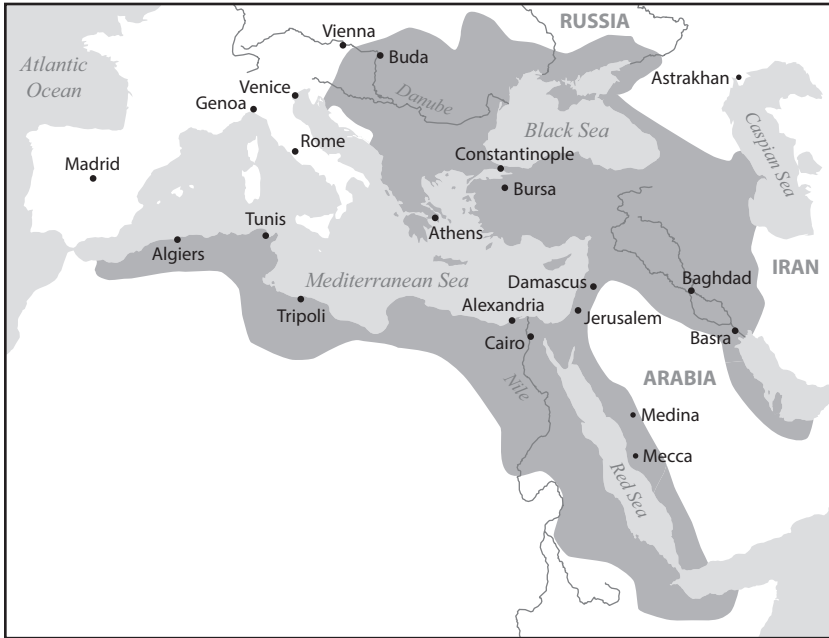 RUSSIA
Vienna
Buda
Atlantic
Ocean
Astrakhan
Venice
Danube
Genoa
Caspian Sea
Black Sea
Rome
Constantinople
Madrid
Bursa
Tunis
Athens
Algiers
IRAN
Mediterranean Sea
Damascus
Baghdad
Alexandria
Tripoli
Jerusalem
Cairo
Basra
ARABIA
Nile
Medina
Mecca
Red Sea